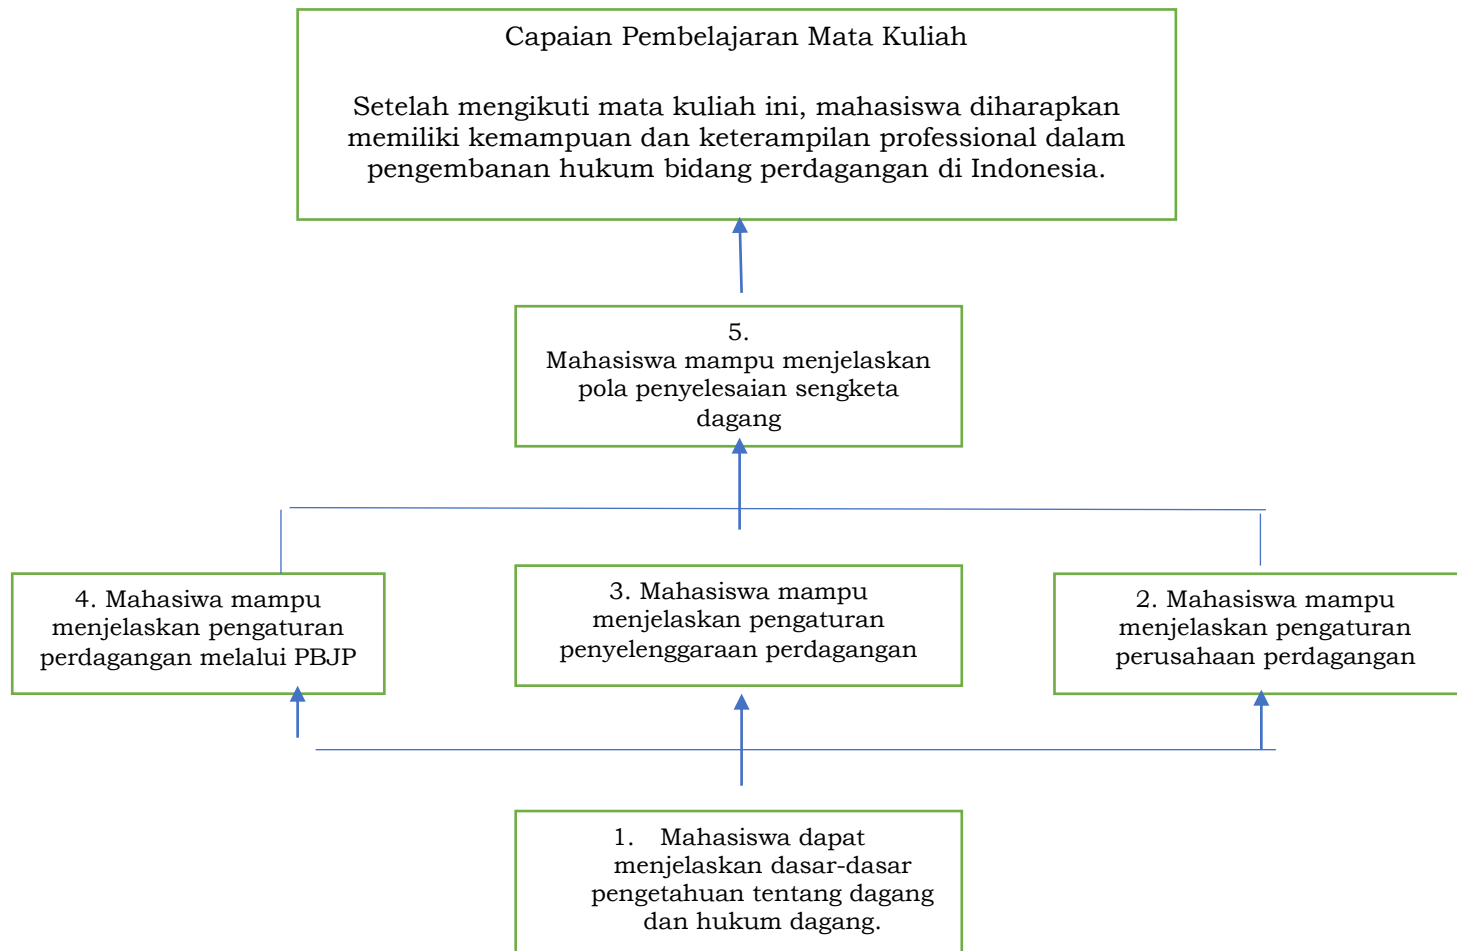 Capaian Pembelajaran Mata Kuliah
Setelah mengikuti mata kuliah ini, mahasiswa diharapkan
memiliki kemampuan dan keterampilan professional dalam
pengembanan hukum bidang perdagangan di Indonesia.
5.
Mahasiswa mampu menjelaskan
pola penyelesaian sengketa
dagang
4. Mahasiwa mampu
menjelaskan pengaturan
perdagangan melalui PBJP
3. Mahasiswa mampu
menjelaskan pengaturan
penyelenggaraan perdagangan
2. Mahasiswa mampu
menjelaskan pengaturan
perusahaan perdagangan
1. Mahasiswa dapat
menjelaskan dasar-dasar
pengetahuan tentang dagang
dan hukum dagang.